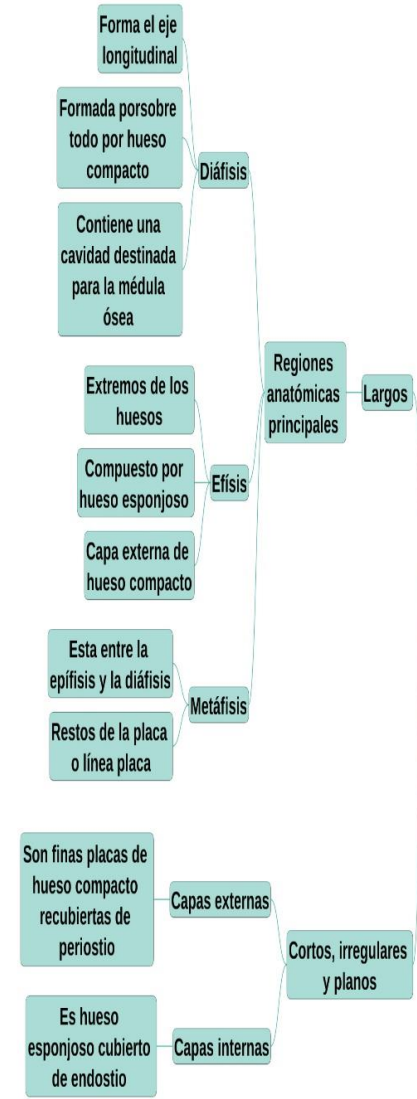 Forma el eje
longitudinal
Formada porsobre
todo por hueso
compacto
Diáfisis
Contiene una
cavidad destinada
para la médula
ósea
Regiones
anatómicas
principales
Largos
Extremos de los
huesos
Compuesto por
hueso esponjoso
Efísis
Capa externa de
hueso compacto
Esta entre la
epífisis y la diáfisis
Metáfisis
Restos de la placa
o línea placa
Son finas placas de
hueso compacto
recubiertas de
periostio
Capas externas
Cortos, irregulares
y planos
Es hueso
esponjoso cubierto
de endostio
Capas internas